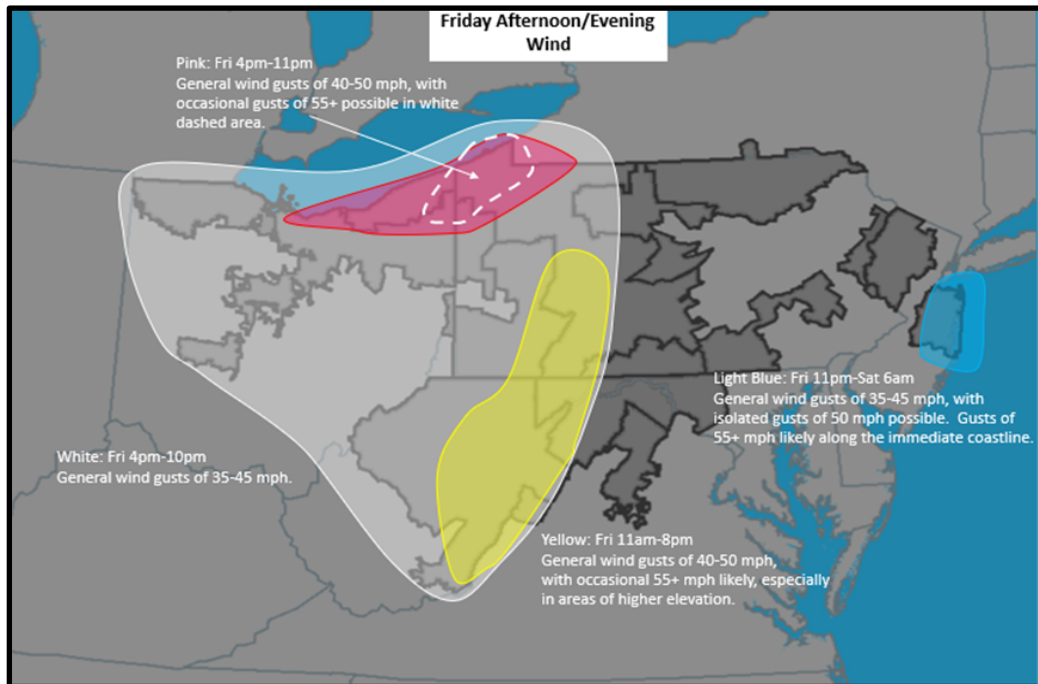 Friday Afternoon/Evening
Wind
Pink: Fri 4pm-11pm
General wind gusts of 40-50 mph, with
occasional gusts of 55+ possible in white
dashed area.
Light Blue: Fri 11pm-Sat 6am
General wind gusts of 35-45 mph, with
isolated gusts of 50 mph possible.  Gusts of
55+ mph likely along the immediate coastline.
White: Fri 4pm-10pm
General wind gusts of 35-45 mph.
Yellow: Fri 11am-8pm
General wind gusts of 40-50 mph,
with occasional 55+ mph likely, especially
in areas of higher elevation.